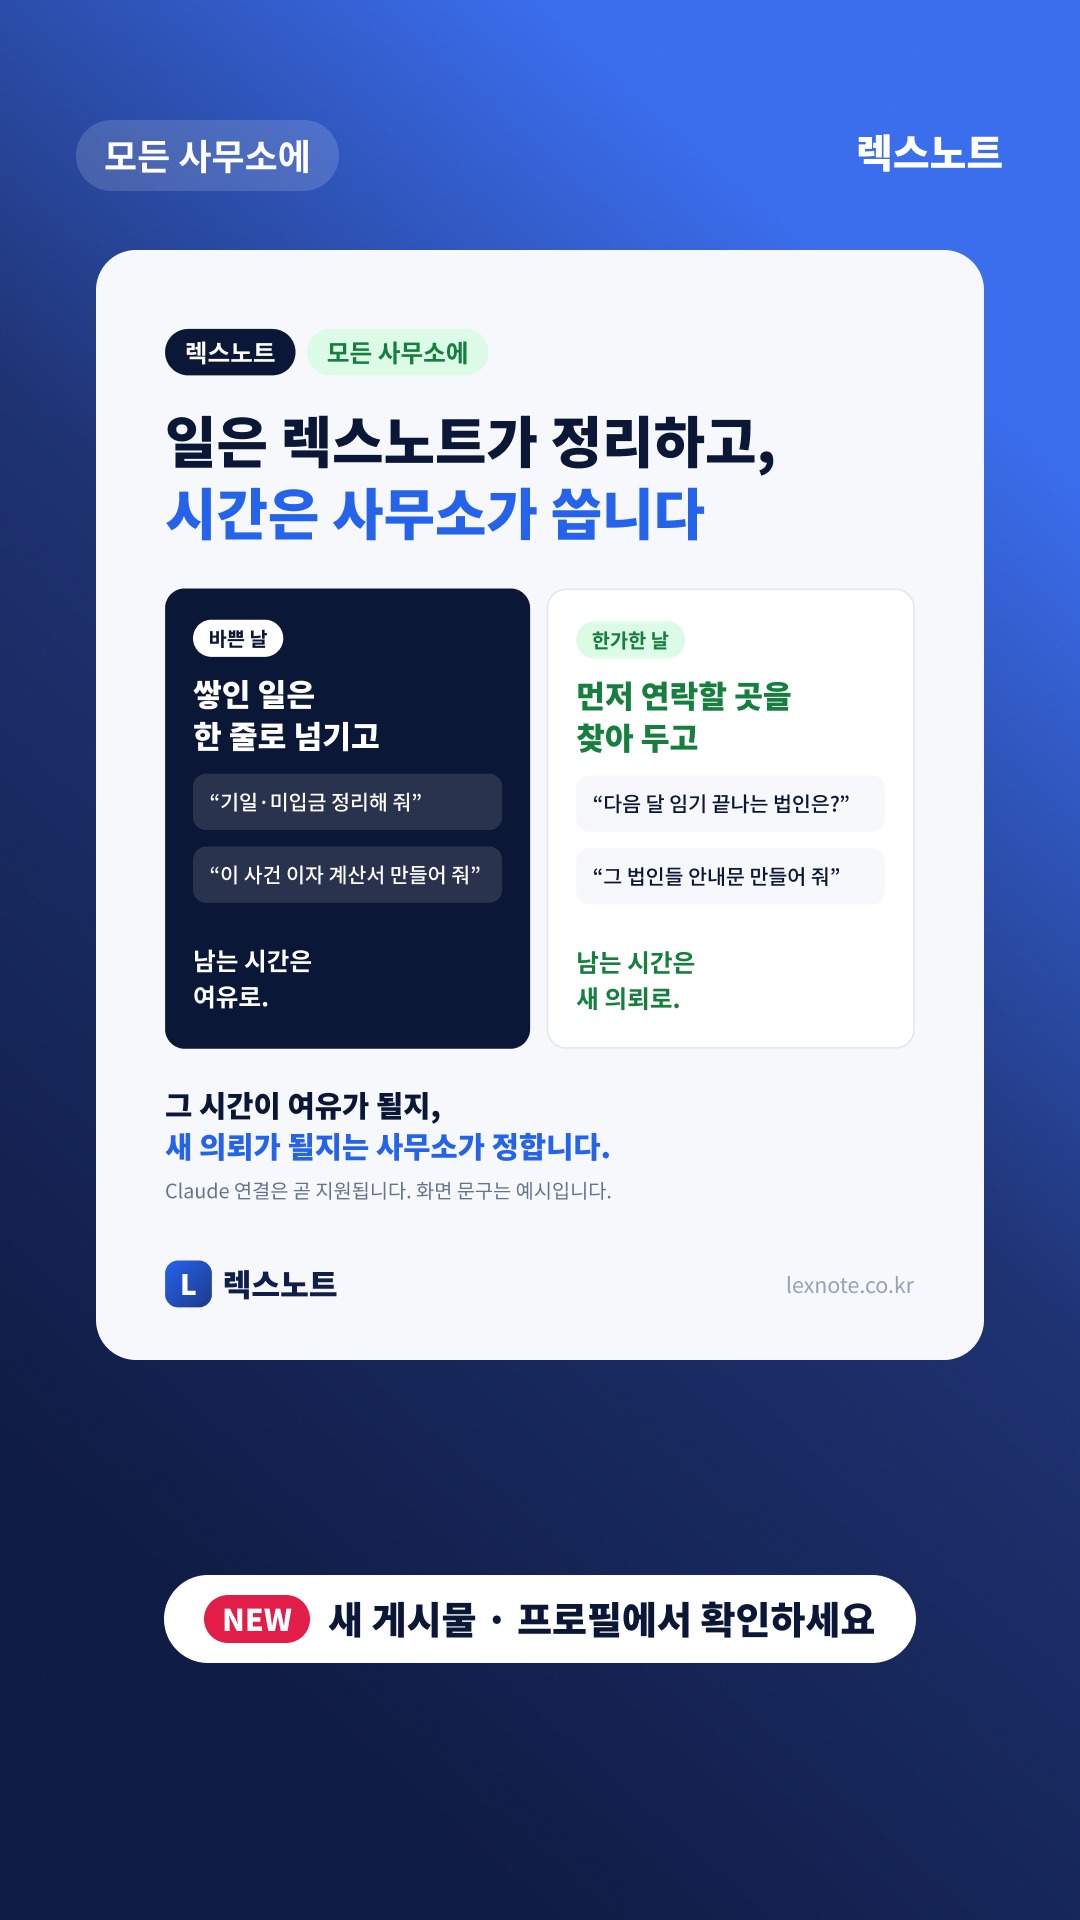 모든 사무소에
렉스노트
렉스노트
모든 사무소에
일은 렉스노트가 정리하고,
시간은 사무소가 씁니다
바쁜 날
쌓인 일은
한 줄로 넘기고
“기일·미입금 정리해 줘”
“이 사건 이자 계산서 만들어 줘”
남는 시간은
여유로.
한가한 날
먼저 연락할 곳을
찾아 두고
“다음 달 임기 끝나는 법인은?”
“그 법인들 안내문 만들어 줘”
남는 시간은
새 의뢰로.
그 시간이 여유가 될지,
새 의뢰가 될지는 사무소가 정합니다.
Claude 연결은 곧 지원됩니다. 화면 문구는 예시입니다.
L 렉스노트
lexnote.co.kr
NEW 새 게시물 · 프로필에서 확인하세요